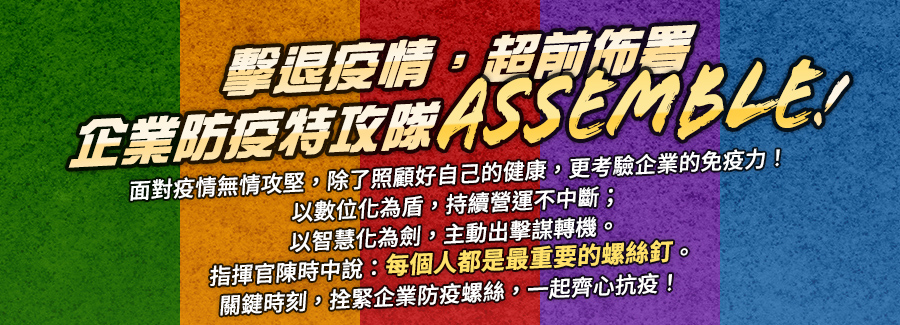 擊退疫情，超前佈署
企業防疫特攻隊ASSEMBLE!
面對疫情無情攻堅，除了照顧好自己的健康，更考驗企業的免疫力！
以數位化為盾，持續營運不中斷；
以智慧化為劍，主動出擊謀轉機。
指揮官陳時中說：每個人都是最重要的螺絲釘。
關鍵時刻，拴緊企業防疫螺絲，一起齊心抗疫！